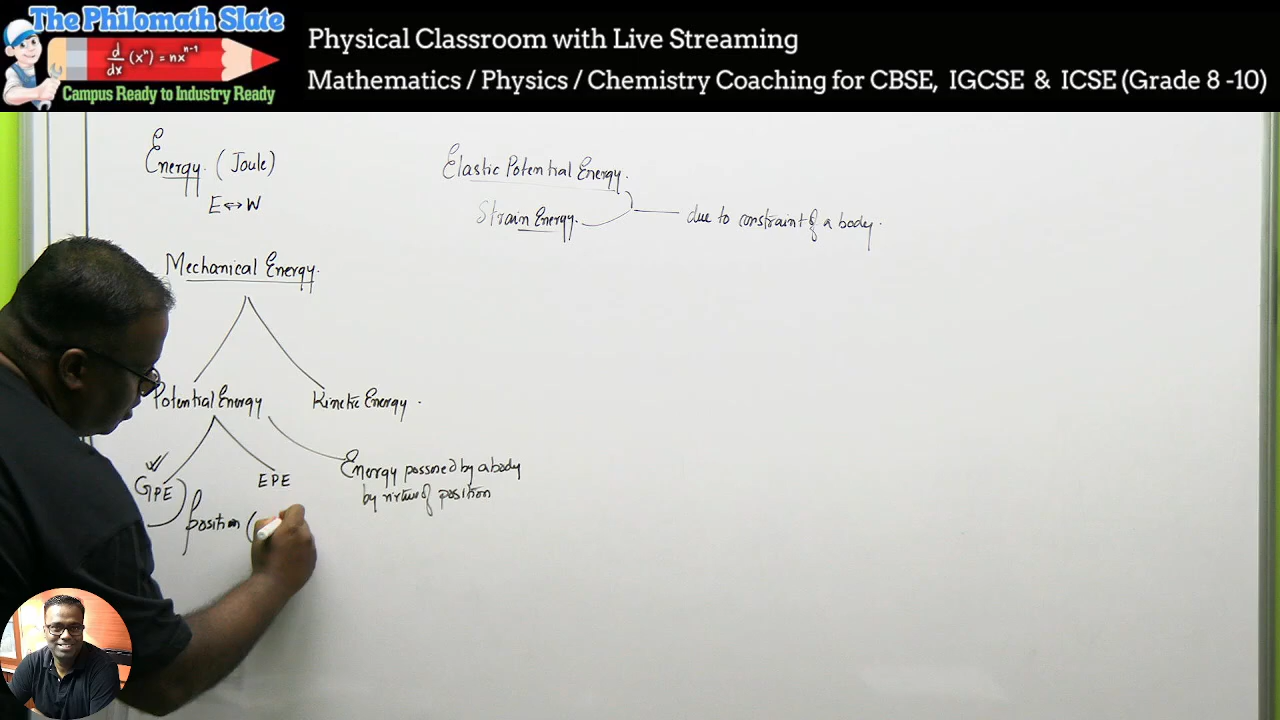 The Philomath Slate
d/dx (xⁿ) = nxⁿ⁻¹
Campus Ready to Industry Ready
Physical Classroom with Live Streaming
Mathematics / Physics / Chemistry Coaching for CBSE, IGCSE & ICSE (Grade 8 -10)
Energy. (Joule)
E ↔ W
Mechanical Energy.
Potential Energy
Kinetic Energy.
GPE
EPE
Energy possessed by a body
by virtue of position
position (
Elastic Potential Energy.
Strain Energy.
due to constraint of a body.